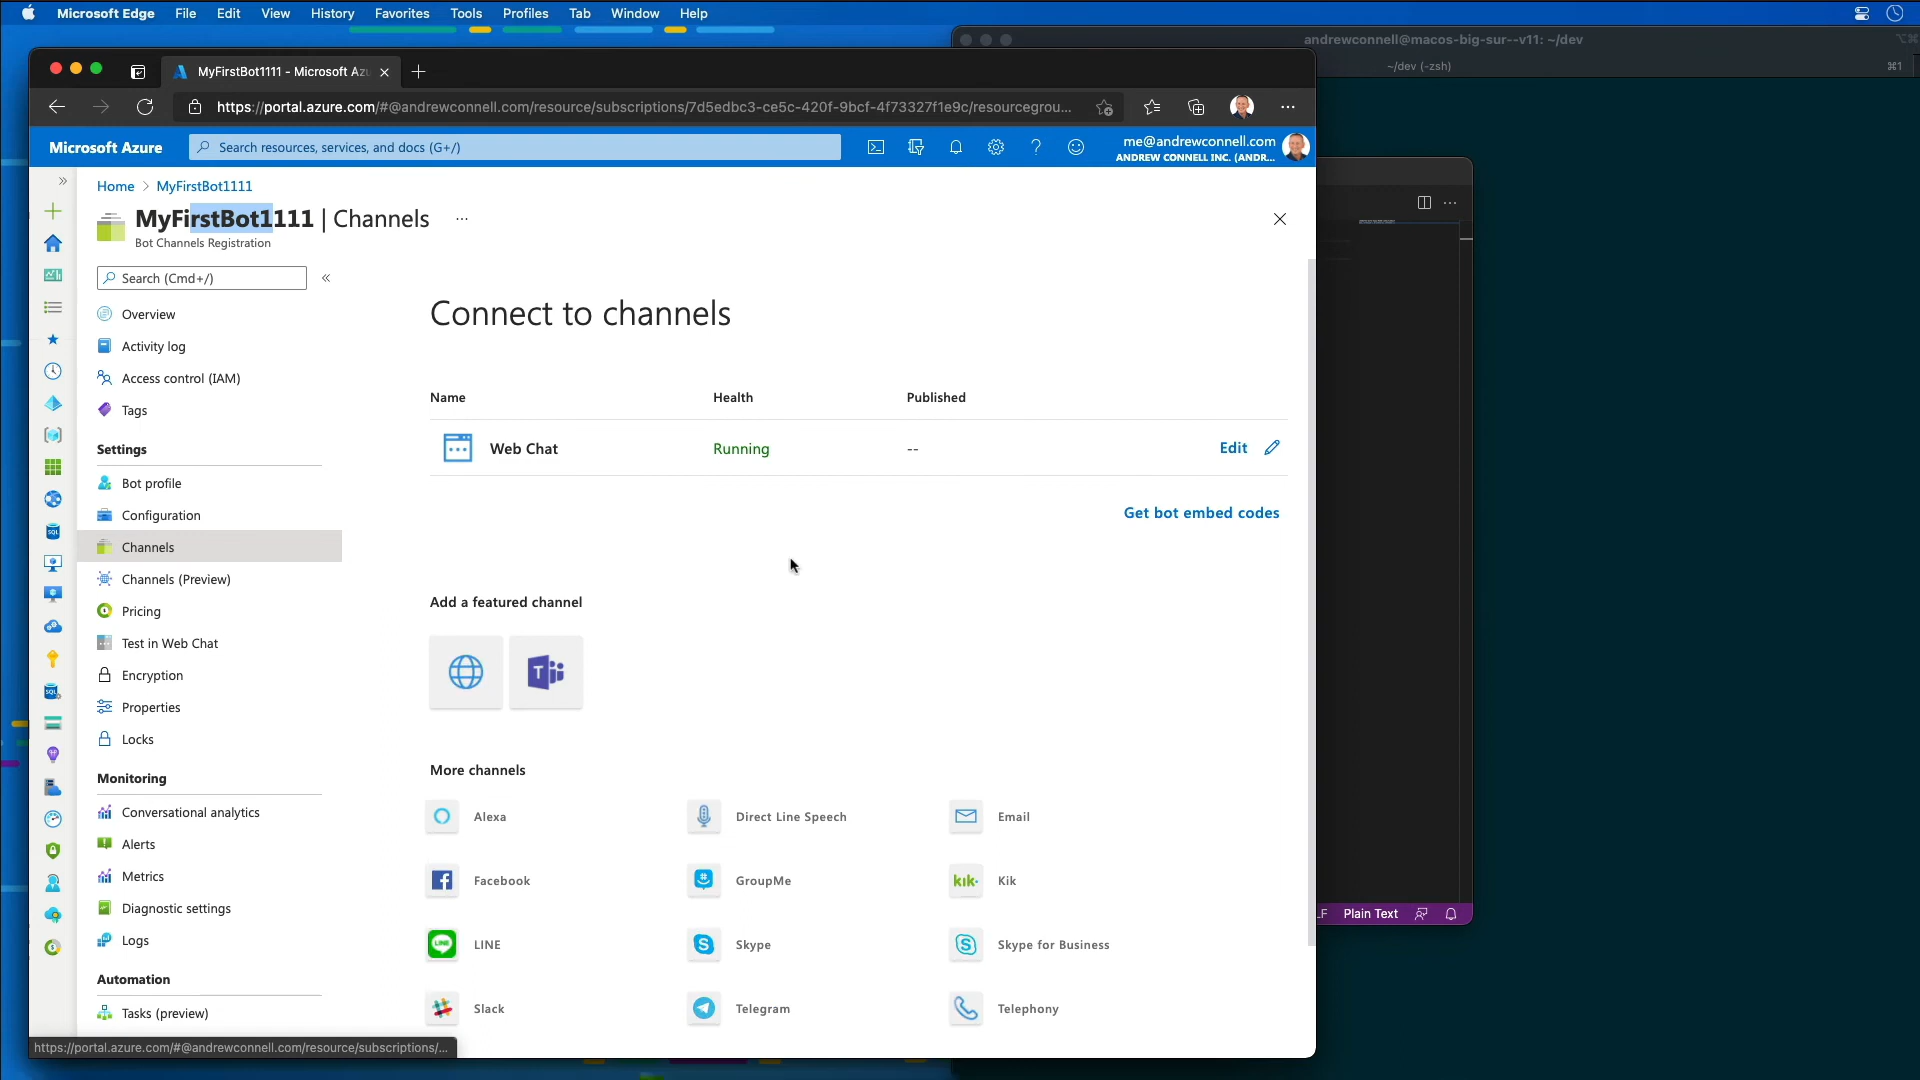 Microsoft Edge File Edit View History Favorites Tools Profiles Tab Window Help
andrewconnell@macos-big-sur--v11: ~/dev
~/dev (-zsh)
⌘1
MyFirstBot1111 - Microsoft Az
https://portal.azure.com/#@andrewconnell.com/resource/subscriptions/7d5edbc3-ce5c-420f-9bcf-4f73327f1e9c/resourcegrou...
Microsoft Azure
Search resources, services, and docs (G+/)
me@andrewconnell.com
ANDREW CONNELL INC. (ANDR...
Home > MyFirstBot1111
MyFirstBot1111 | Channels ...
Bot Channels Registration
Search (Cmd+/)
Overview
Activity log
Access control (IAM)
Tags
Settings
Bot profile
Configuration
Channels
Channels (Preview)
Pricing
Test in Web Chat
Encryption
Properties
Locks
Monitoring
Conversational analytics
Alerts
Metrics
Diagnostic settings
Logs
Automation
Tasks (preview)
Connect to channels
Name Health Published
Web Chat Running -- Edit
Get bot embed codes
Add a featured channel
More channels
Alexa Direct Line Speech Email
Facebook GroupMe Kik
LINE Skype Skype for Business
Slack Telegram Telephony
LF Plain Text
https://portal.azure.com/#@andrewconnell.com/resource/subscriptions/...